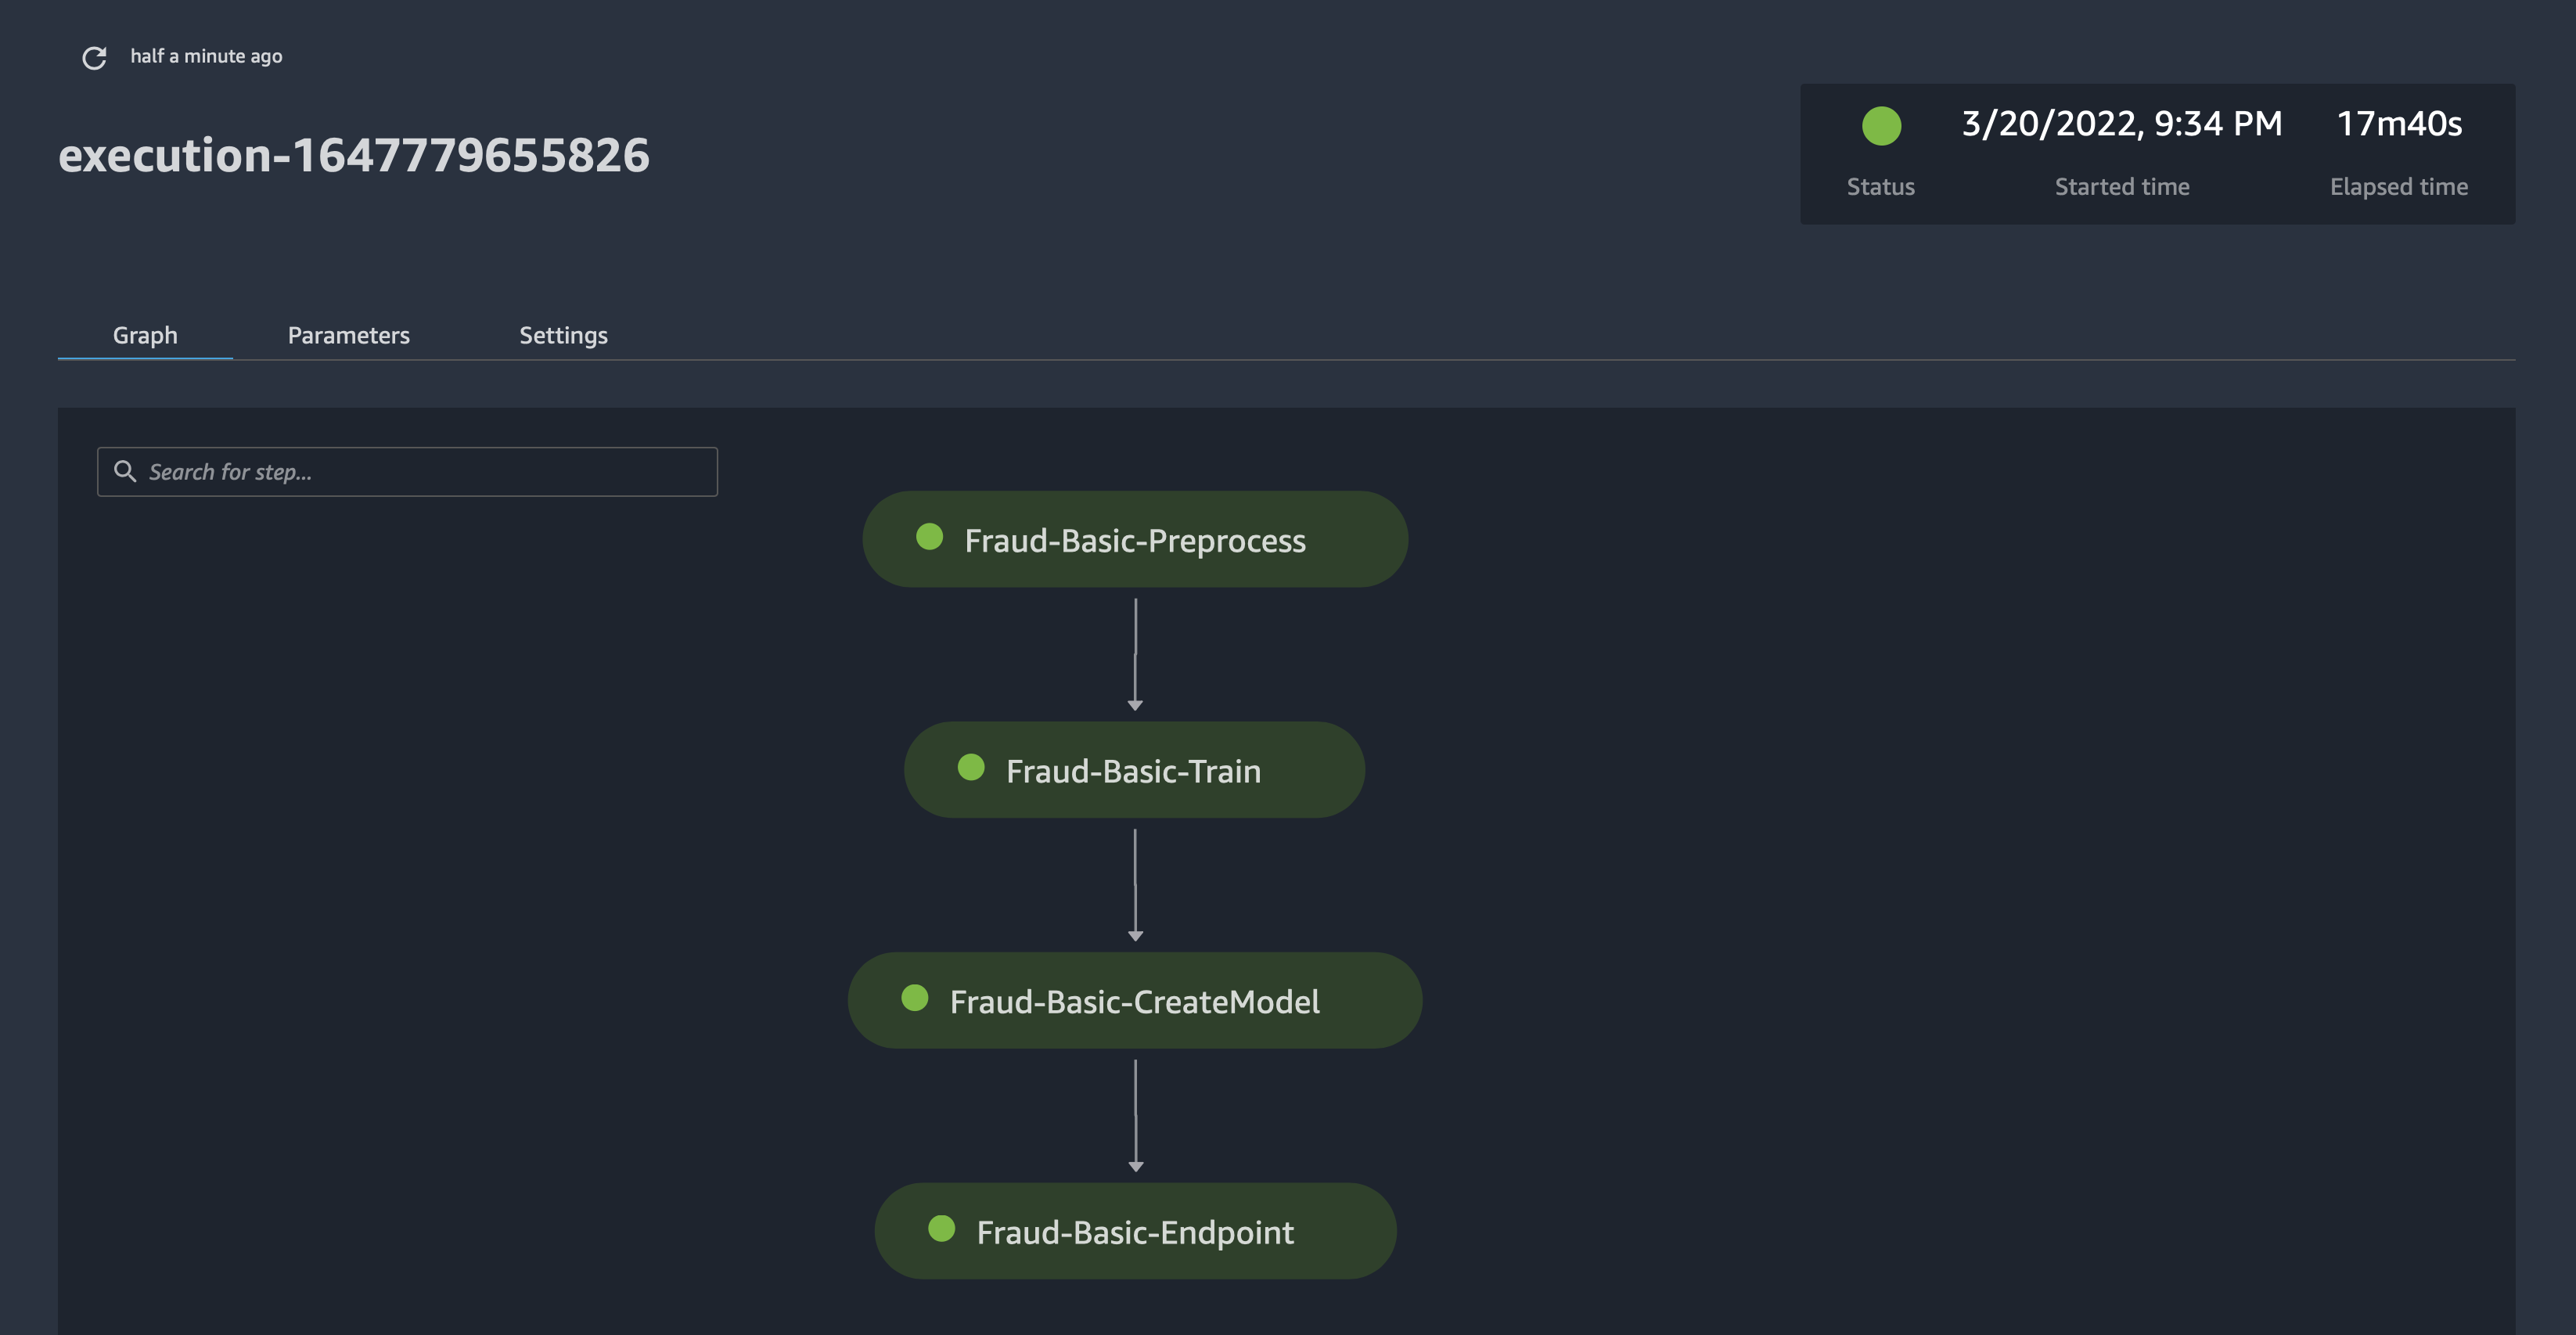 half a minute ago
execution-1647779655826
3/20/2022, 9:34 PM
17m40s
Status
Started time
Elapsed time
Graph
Parameters
Settings
Search for step...
Fraud-Basic-Preprocess
Fraud-Basic-Train
Fraud-Basic-CreateModel
Fraud-Basic-Endpoint